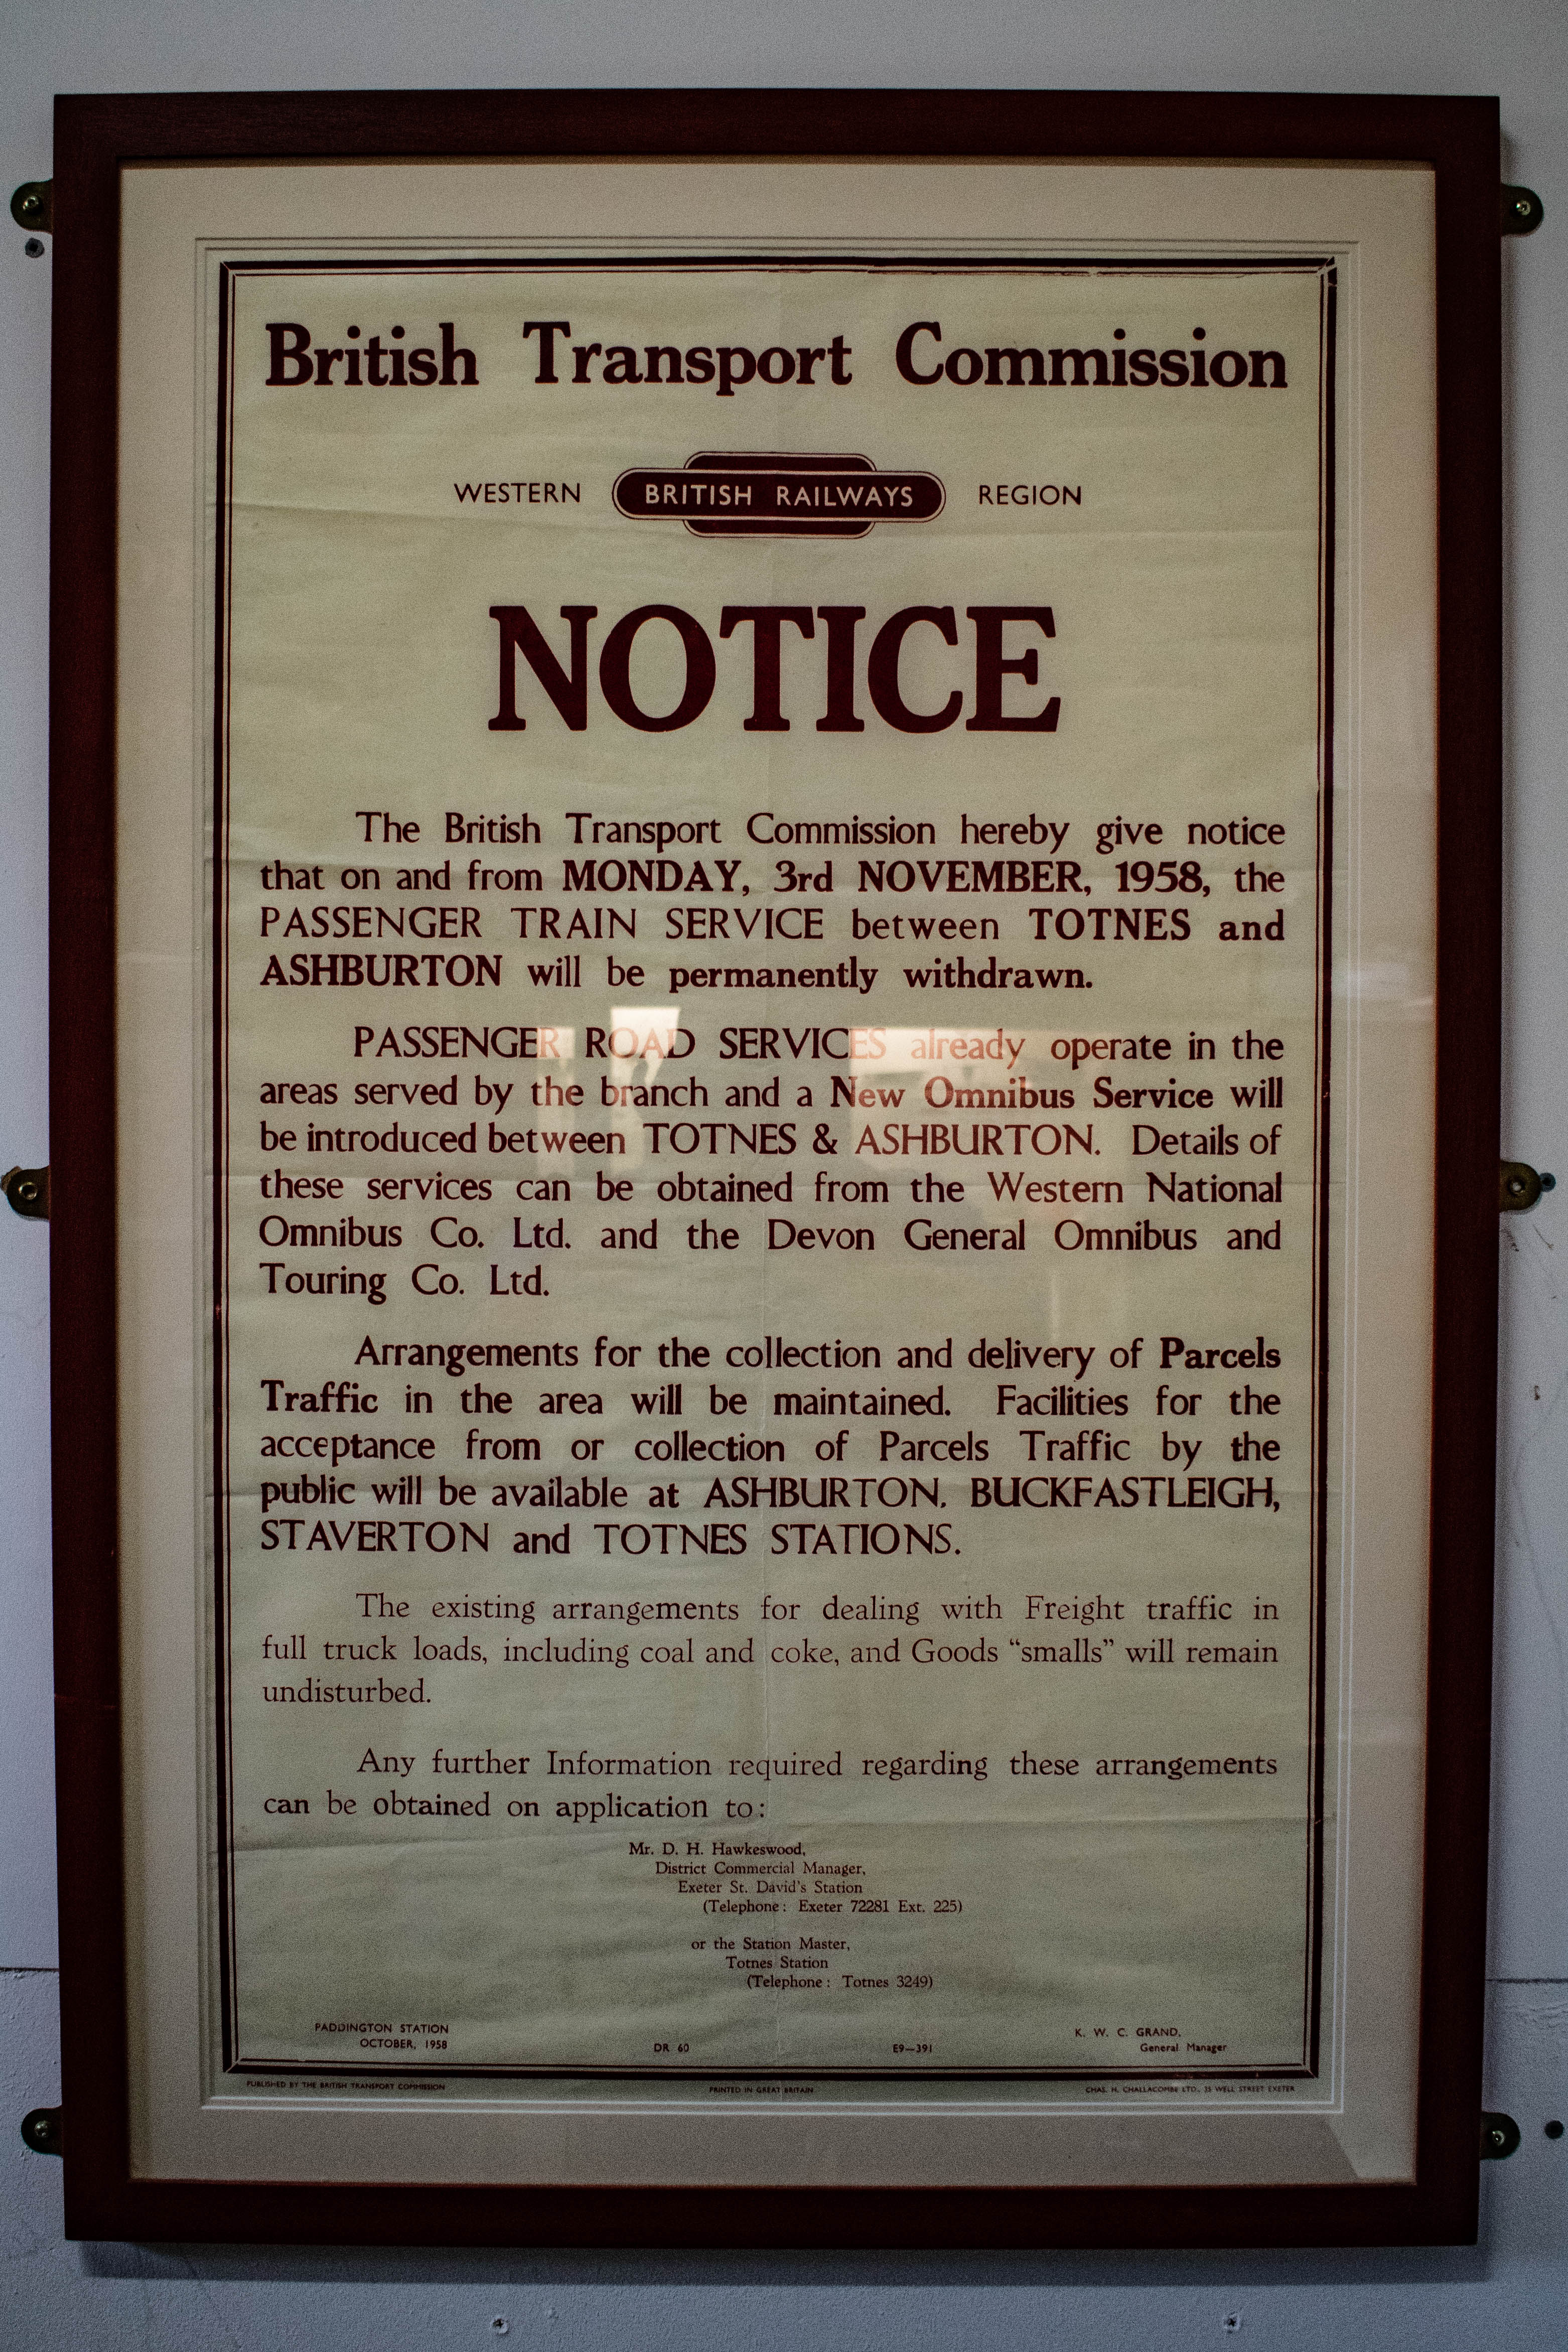 British Transport Commission
WESTERN BRITISH RAILWAYS REGION
NOTICE
The British Transport Commission hereby give notice
that on and from MONDAY, 3rd NOVEMBER, 1958, the
PASSENGER TRAIN SERVICE between TOTNES and
ASHBURTON will be permanently withdrawn.
PASSENGER ROAD SERVICES already operate in the
areas served by the branch and a New Omnibus Service will
be introduced between TOTNES & ASHBURTON. Details of
these services can be obtained from the Western National
Omnibus Co. Ltd. and the Devon General Omnibus and
Touring Co. Ltd.
Arrangements for the collection and delivery of Parcels
Traffic in the area will be maintained. Facilities for the
acceptance from or collection of Parcels Traffic by the
public will be available at ASHBURTON. BUCKFASTLEIGH,
STAVERTON and TOTNES STATIONS.
The existing arrangements for dealing with Freight traffic in
full truck loads, including coal and coke, and Goods “smalls” will remain
undisturbed.
Any further Information required regarding these arrangements
can be obtained on application to:
Mr. D. H. Hawkeswood,
District Commercial Manager,
Exeter St. David's Station
(Telephone: Exeter 72281 Ext. 225)
or the Station Master,
Totnes Station
(Telephone: Totnes 3249)
PADDINGTON STATION
OCTOBER, 1958
DR 60
E9—391
K. W. C. GRAND,
General Manager
PUBLISHED BY THE BRITISH TRANSPORT COMMISSION
PRINTED IN GREAT BRITAIN
CHAS. H. CHALLACOMBE LTD., 35 WELL STREET EXETER